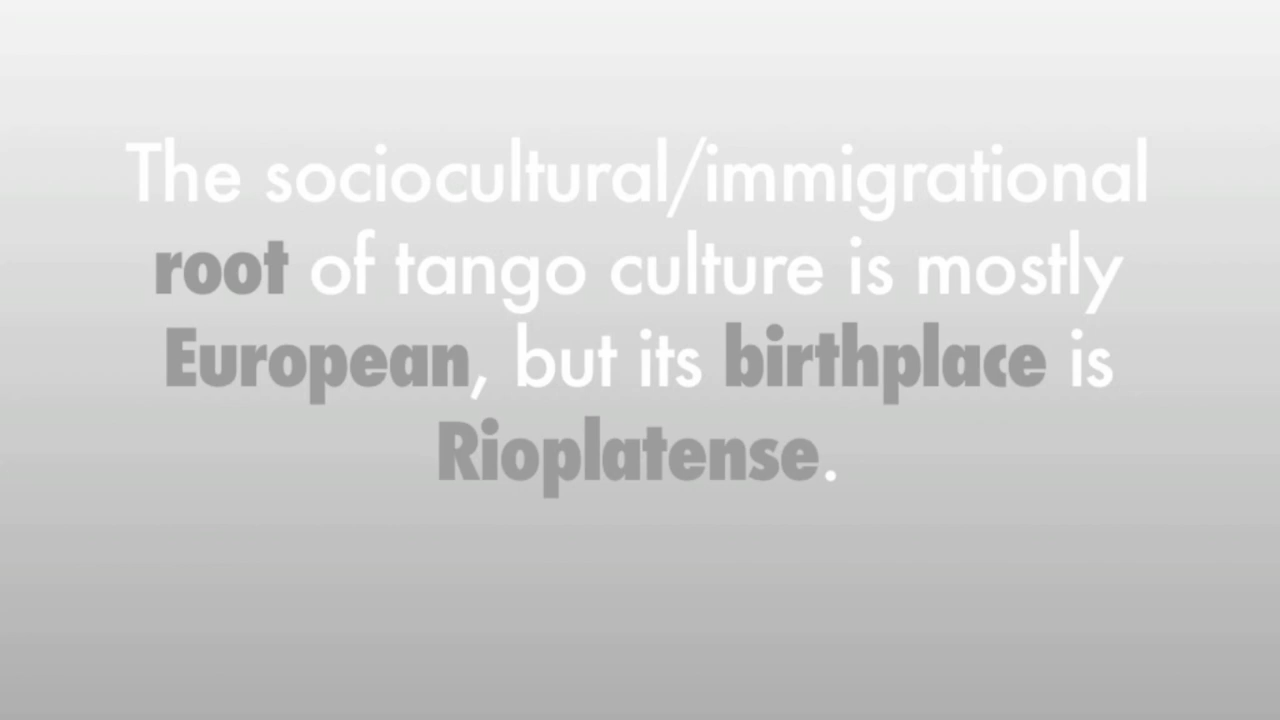 The sociocultural/immigrational
root of tango culture is mostly
European, but its birthplace is
Rioplatense.